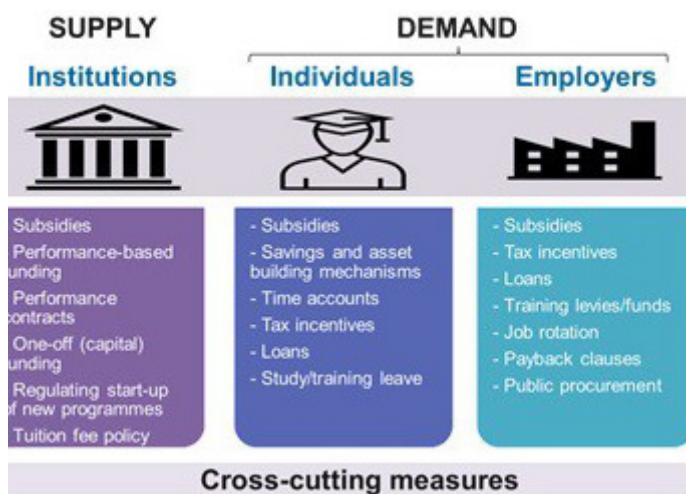 SUPPLY
DEMAND
Institutions
Individuals
Employers
Subsidies
Performance-based
unding
Performance
contracts
One-off (capital)
unding
Regulating start-up
of new programmes
Tuition fee policy
- Subsidies
- Savings and asset
building mechanisms
- Time accounts
- Tax incentives
- Loans
- Study/training leave
- Subsidies
- Tax incentives
- Loans
- Training levies/funds
- Job rotation
- Payback clauses
- Public procurement
Cross-cutting measures